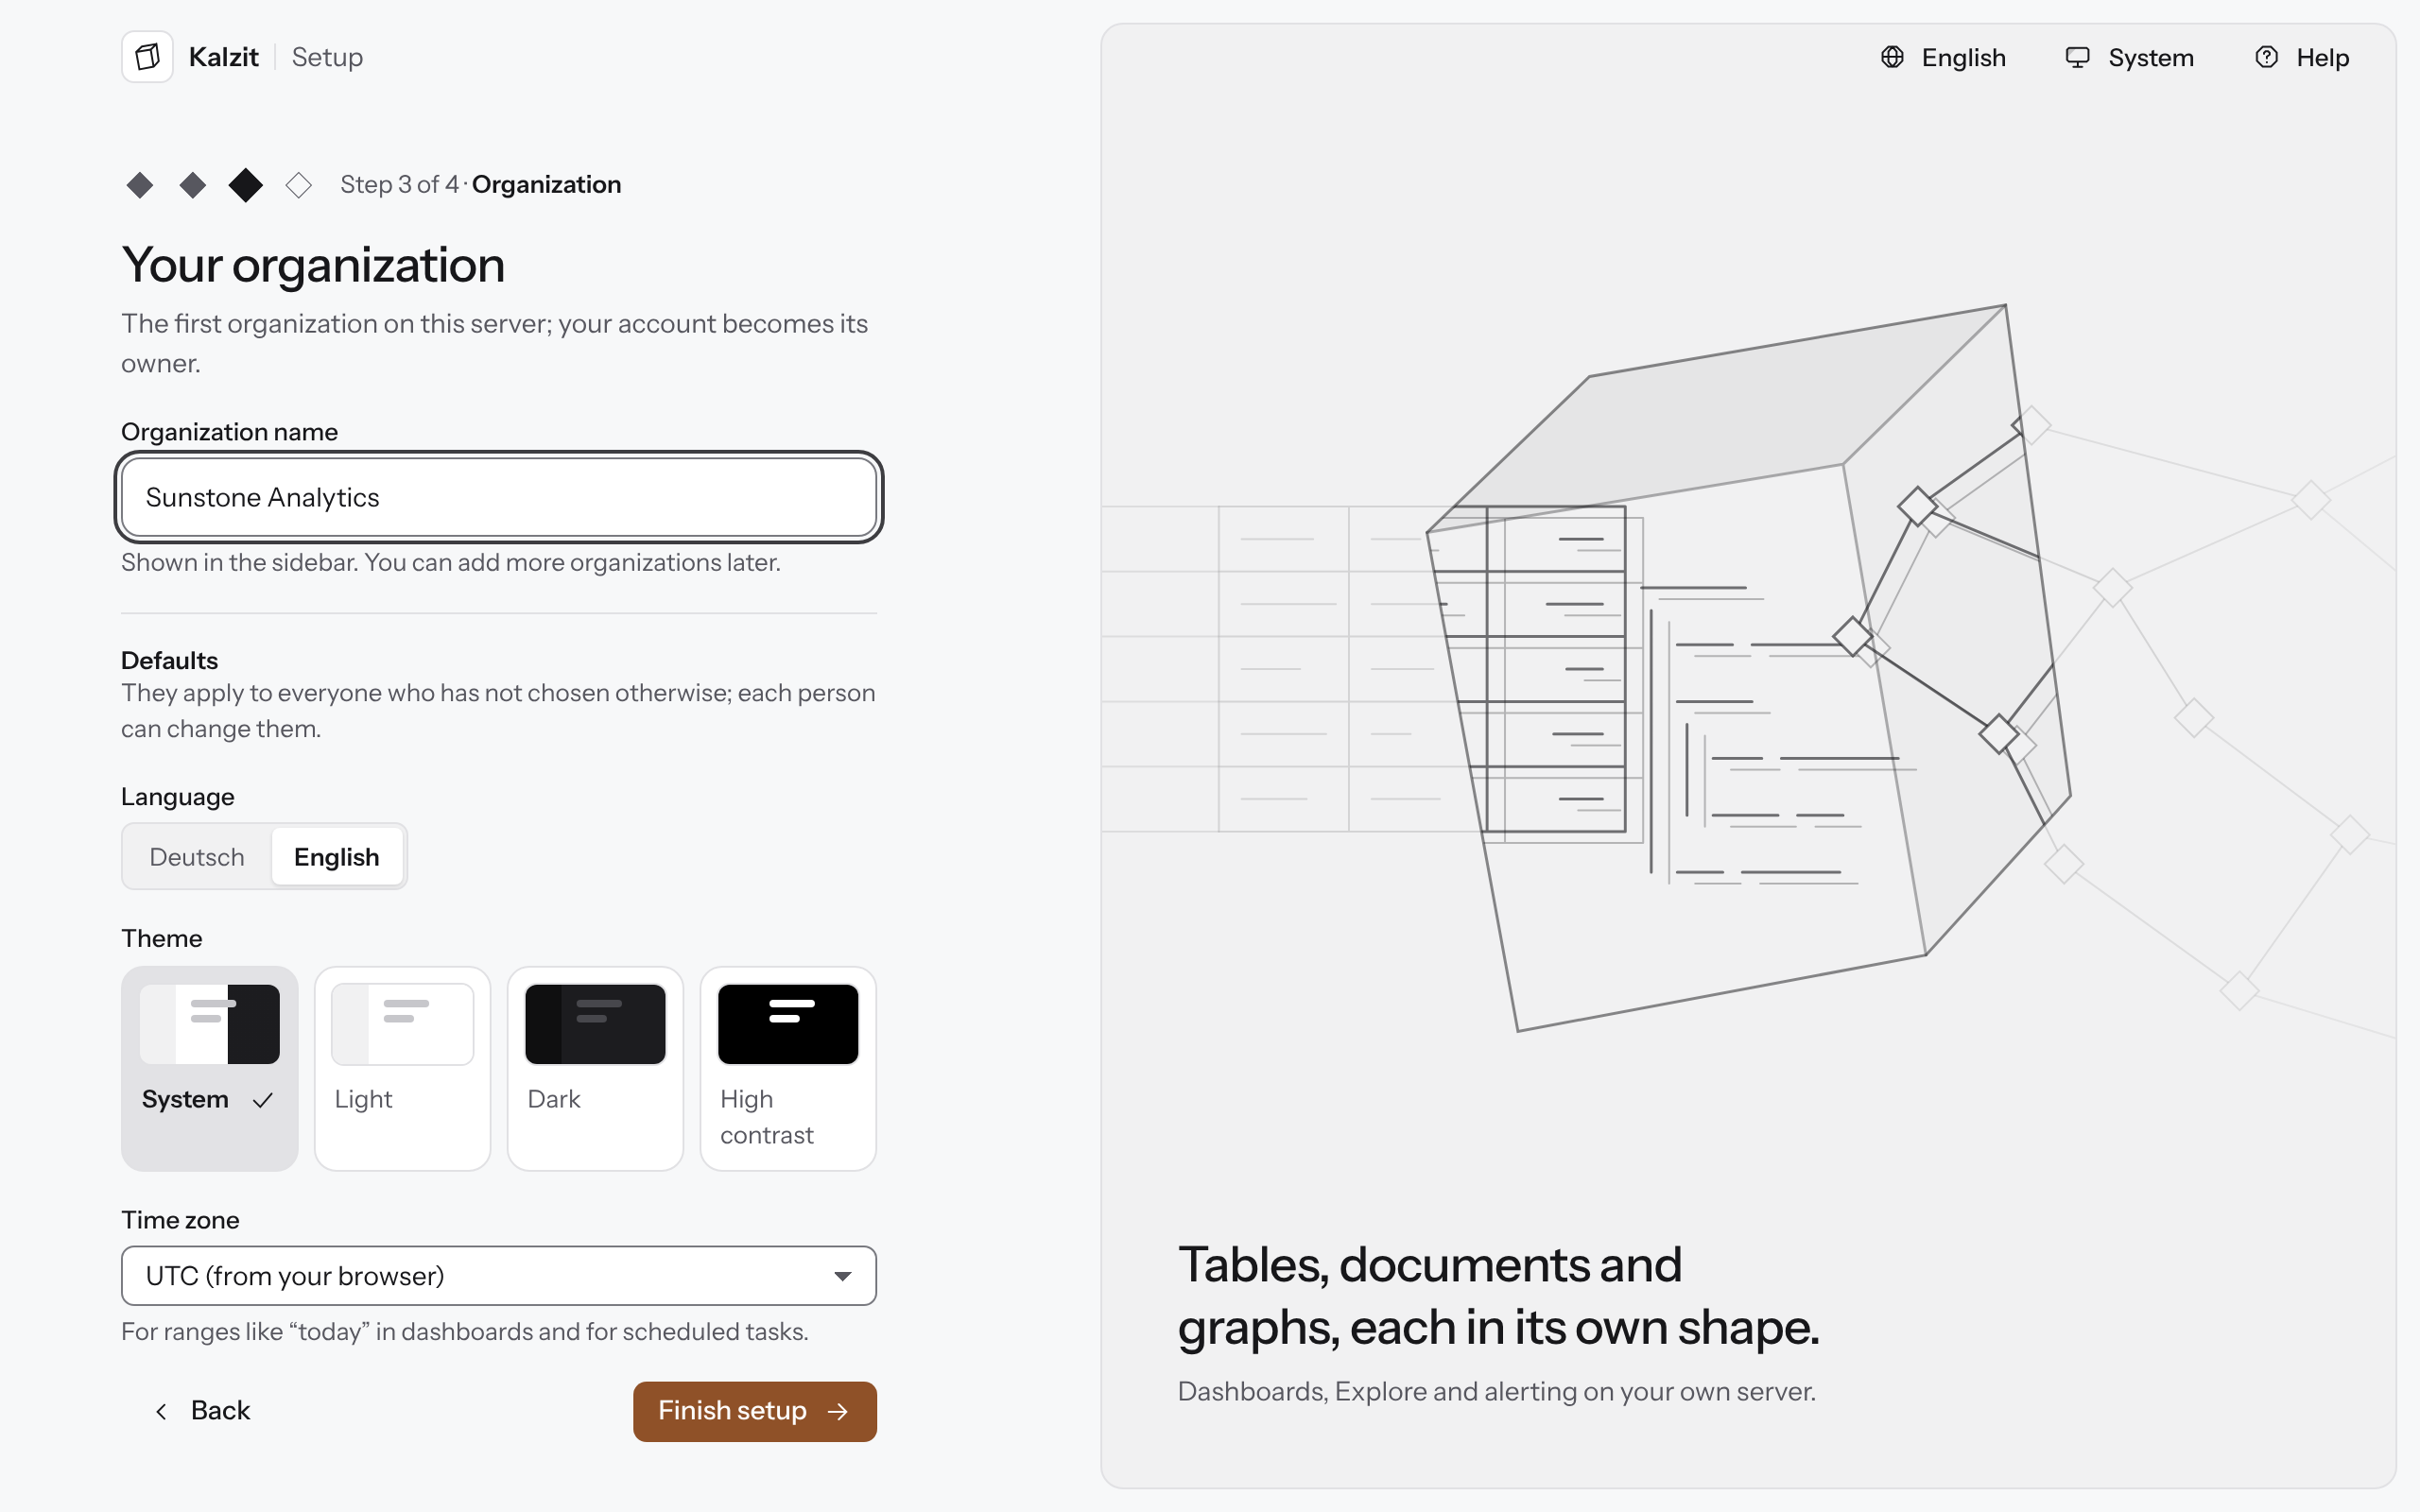 Kalzit
Setup
English
System
Help
Step 3 of 4 · Organization
Your organization
The first organization on this server; your account becomes its
owner.
Organization name
Sunstone Analytics
Shown in the sidebar. You can add more organizations later.
Defaults
They apply to everyone who has not chosen otherwise; each person
can change them.
Language
Deutsch
English
Theme
System
Light
Dark
High
contrast
Time zone
UTC (from your browser)
For ranges like “today” in dashboards and for scheduled tasks.
Back
Finish setup
Tables, documents and
graphs, each in its own shape.
Dashboards, Explore and alerting on your own server.